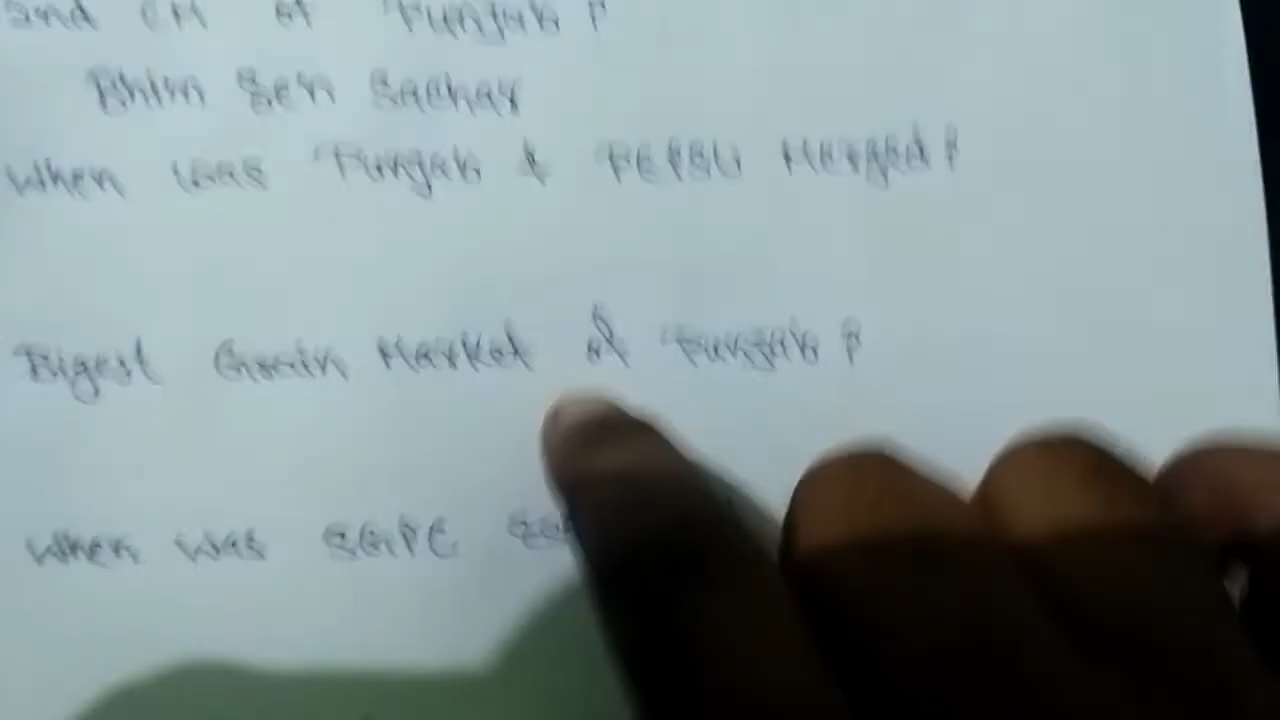 2nd CM of Punjab ?
Bhim Sen Sachar
When was Punjab & PEPSU Merged ?
Bigest Grain Market of Punjab ?
When was SGPC